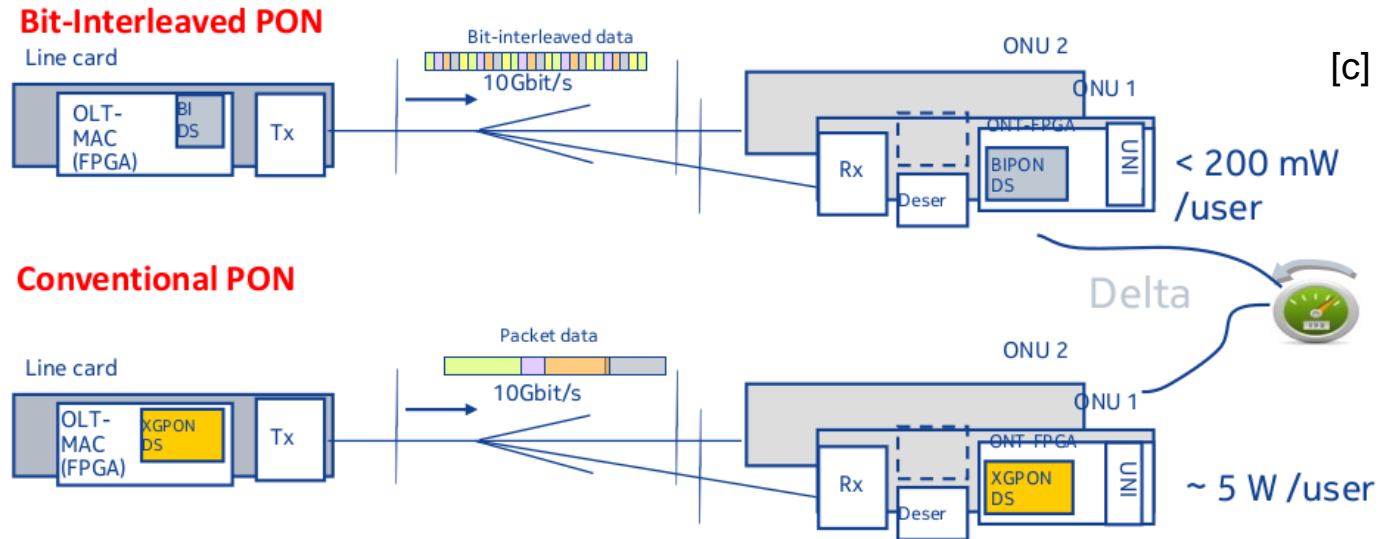 Bit-Interleaved PON
Line card
OLT-
MAC
(FPGA)
BI
DS
Tx
Bit-interleaved data
10Gbit/s
ONU 2
ONU 1
[c]
Rx
Deser
ONT-FPGA
BIPON
DS
UNI
< 200 mW
/user
Conventional PON
Delta
Line card
OLT-
MAC
(FPGA)
XGPON
DS
Tx
Packet data
10Gbit/s
ONU 2
ONU 1
Rx
Deser
ONT-FPGA
XGPON
DS
UNI
~ 5 W /user